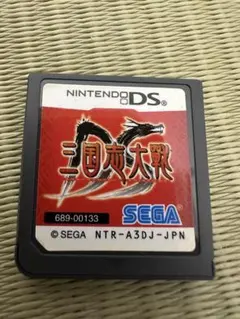 NINTENDO DS
DS
三国志大戦
689-00133
SEGA
© SEGA NTR-A3DJ-JPN